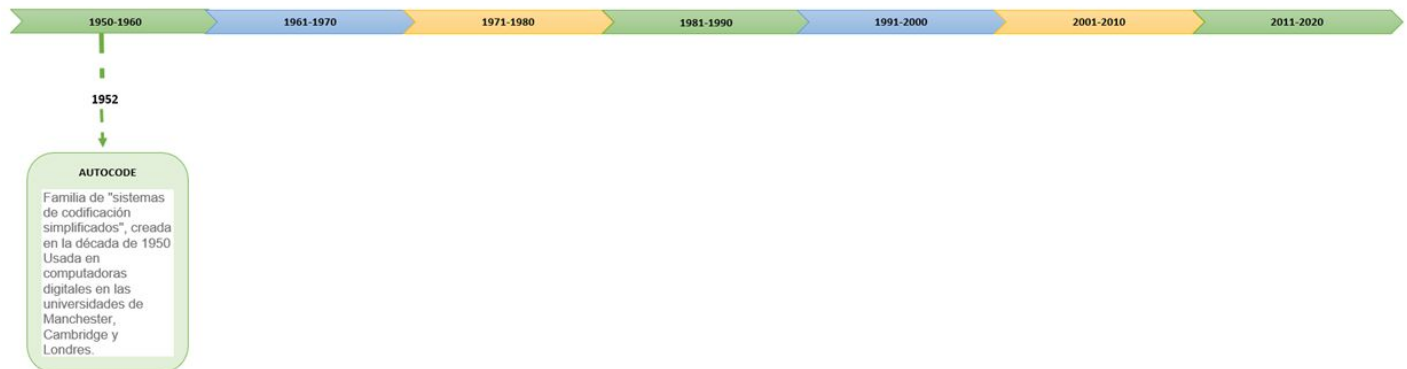 1950-1960 1961-1970 1971-1980 1981-1990 1991-2000 2001-2010 2011-2020
1952
AUTOCODE
Familia de "sistemas
de codificación
simplificados", creada
en la década de 1950
Usada en
computadoras
digitales en las
universidades de
Manchester,
Cambridge y
Londres.